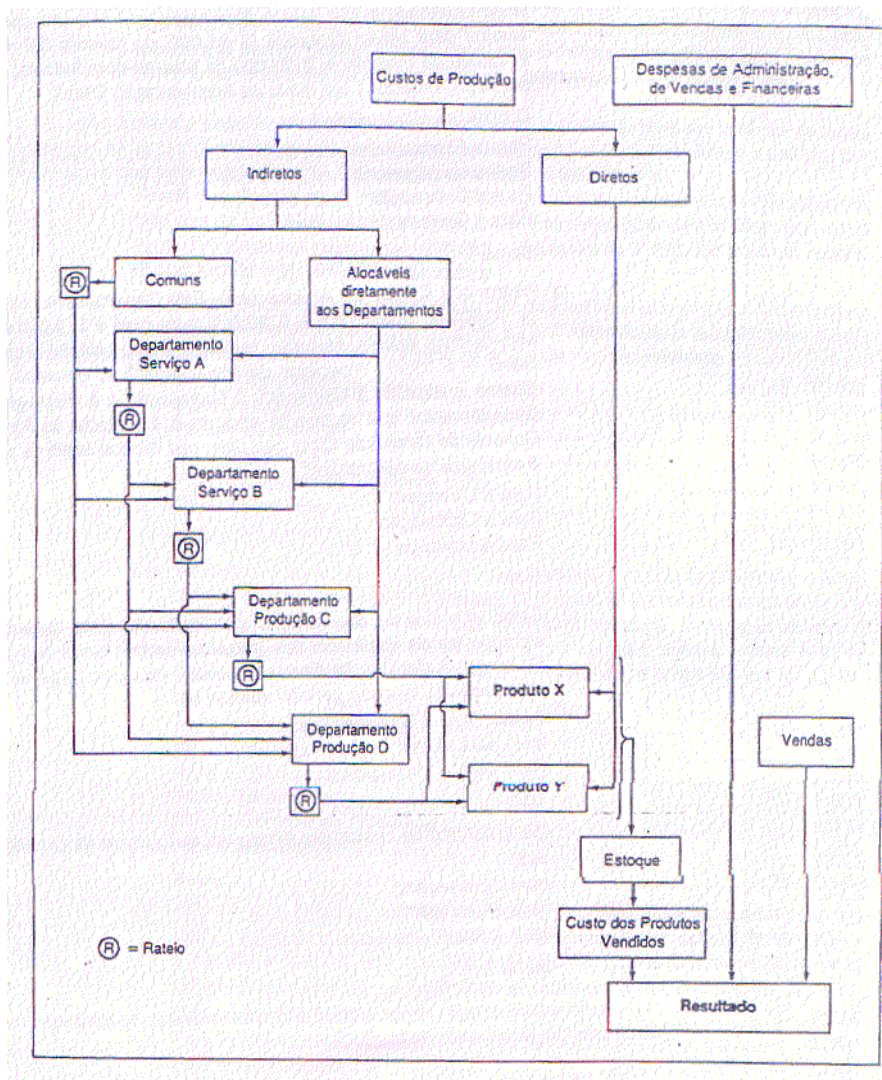 Custos de Produção
Despesas de Administração,
de Vendas e Financeiras
Indiretos
Diretos
R
Comuns
Alocáveis
diretamente
aos Departamentos
Departamento
Serviço A
R
Departamento
Serviço B
R
Departamento
Produção C
R
Produto X
Departamento
Produção D
Vendas
R
Produto Y
Estoque
Custo dos Produtos
Vendidos
R = Rateio
Resultado